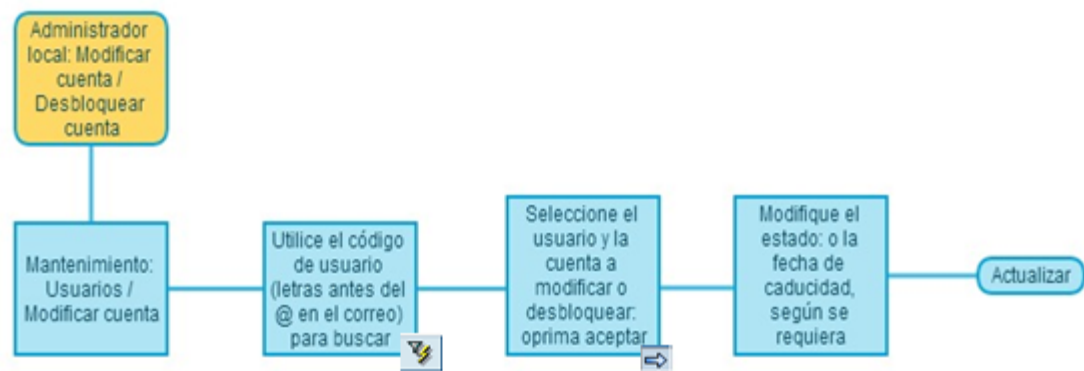 Administrador
local: Modificar
cuenta /
Desbloquear
cuenta
Mantenimiento:
Usuarios /
Modificar cuenta
Utilice el código
de usuario
(letras antes del
@ en el correo)
para buscar
Seleccione el
usuario y la
cuenta a
modificar o
desbloquear:
oprima aceptar
Modifique el
estado: o la
fecha de
caducidad,
según se
requiera
Actualizar